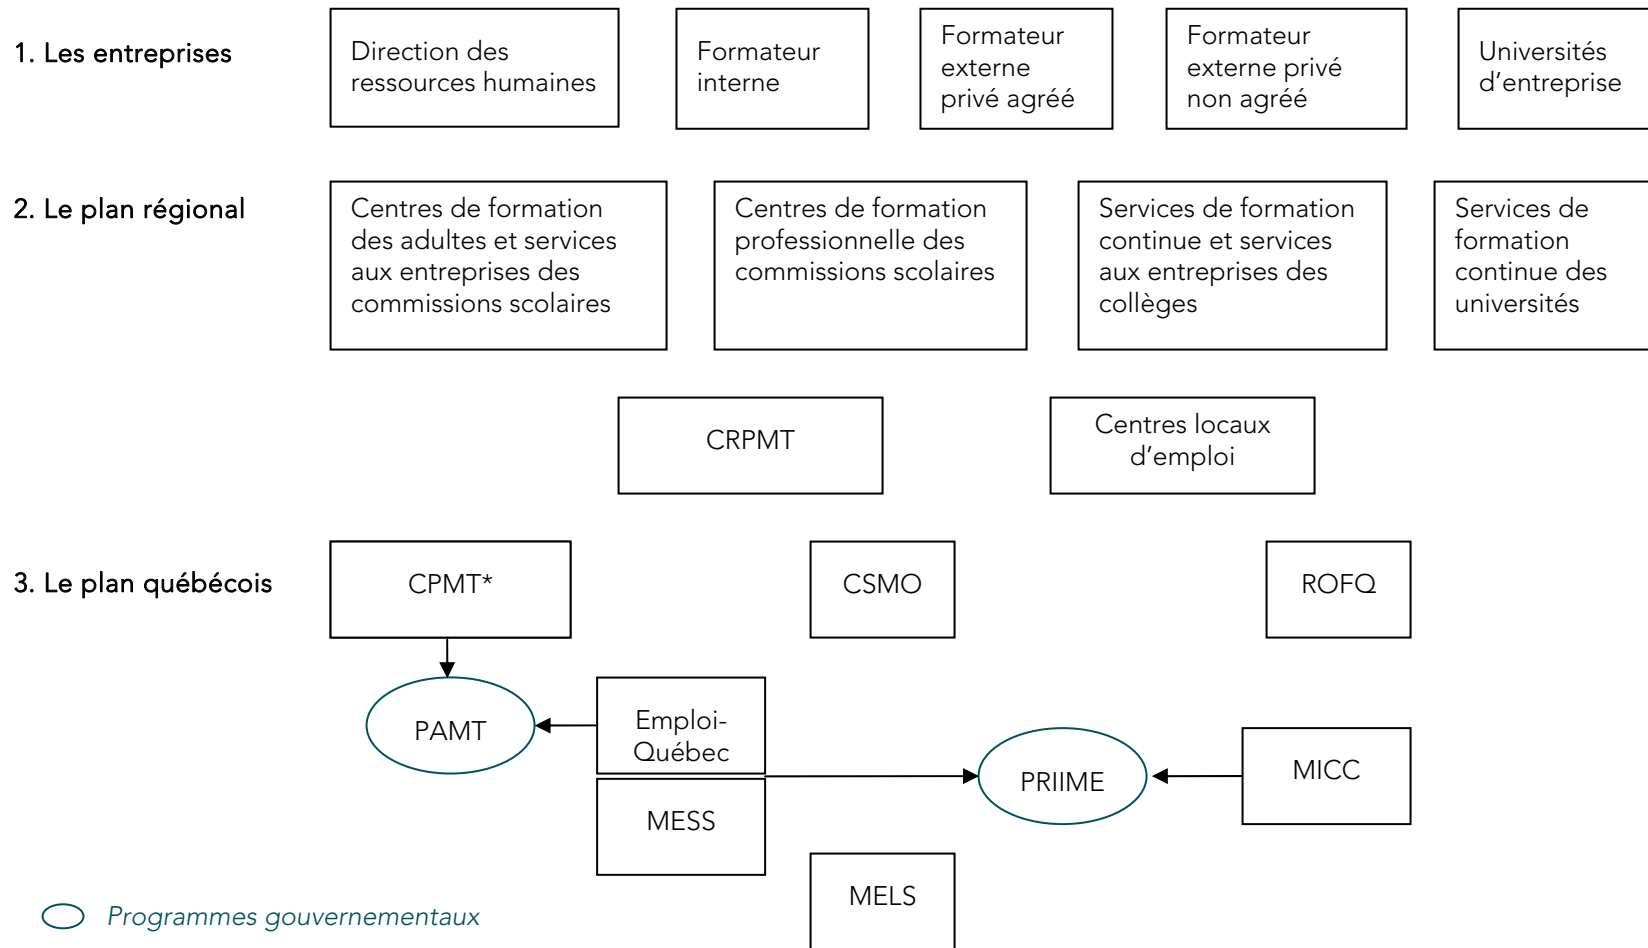 1. Les entreprises
Direction des
ressources humaines
Formateur
interne
Formateur
externe
privé agréé
Formateur
externe privé
non agréé
Universités
d’entreprise
2. Le plan régional
Centres de formation
des adultes et services
aux entreprises des
commissions scolaires
Centres de formation
professionnelle des
commissions scolaires
Services de formation
continue et services
aux entreprises des
collèges
Services de
formation
continue des
universités
CRPMT
Centres locaux
d’emploi
3. Le plan québécois
CPMT*
CSMO
ROFQ
PAMT
Emploi-
Québec
PRIIME
MICC
MESS
MELS
Programmes gouvernementaux